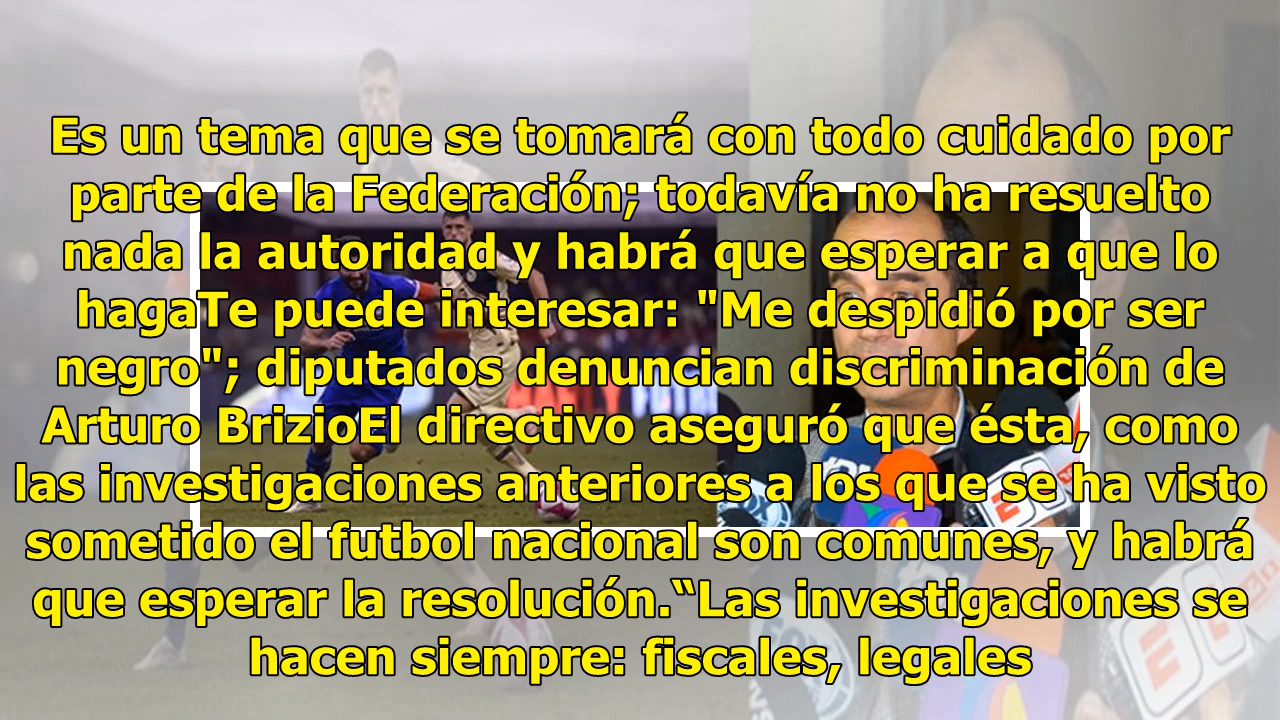 Es un tema que se tomará con todo cuidado por
parte de la Federación; todavía no ha resuelto
nada la autoridad y habrá que esperar a que lo
hagaTe puede interesar: "Me despidió por ser
negro"; diputados denuncian discriminación de
Arturo BrizioEl directivo aseguró que ésta, como
las investigaciones anteriores a los que se ha visto
sometido el futbol nacional son comunes, y habrá
que esperar la resolución.“Las investigaciones se
hacen siempre: fiscales, legales